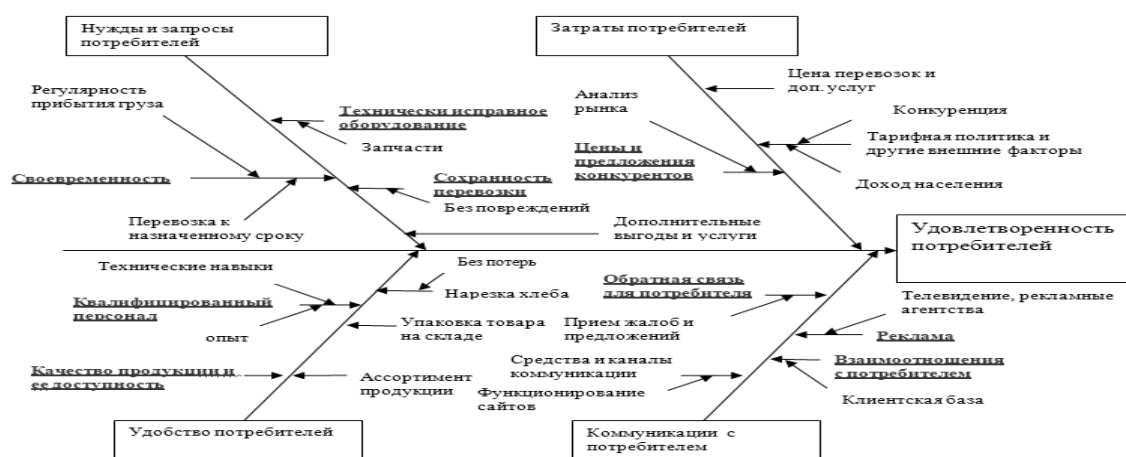 Нужды и запросы
потребителей
Затраты потребителей
Регулярность
прибытия груза
Технически исправное
оборудование
Запчасти
Своевременность
Сохранность
перевозки
Без повреждений
Перевозка к
назначенному сроку
Дополнительные
выгоды и услуги
Цена перевозок и
доп. услуг
Анализ
рынка
Конкуренция
Тарифная политика и
другие внешние факторы
Цены и
предложения
конкурентов
Доход населения
Удовлетворенность
потребителей
Технические навыки
Без потерь
Квалифицированный
персонал
Нарезка хлеба
опыт
Упаковка товара
на складе
Качество продукции и
ее доступность
Ассортимент
продукции
Обратная связь
для потребителя
Телевидение, рекламные
агентства
Прием жалоб и
предложений
Реклама
Средства и каналы
коммуникации
Взаимоотношения
с потребителем
Функционирование
сайтов
Клиентская база
Удобство потребителей
Коммуникации с
потребителем